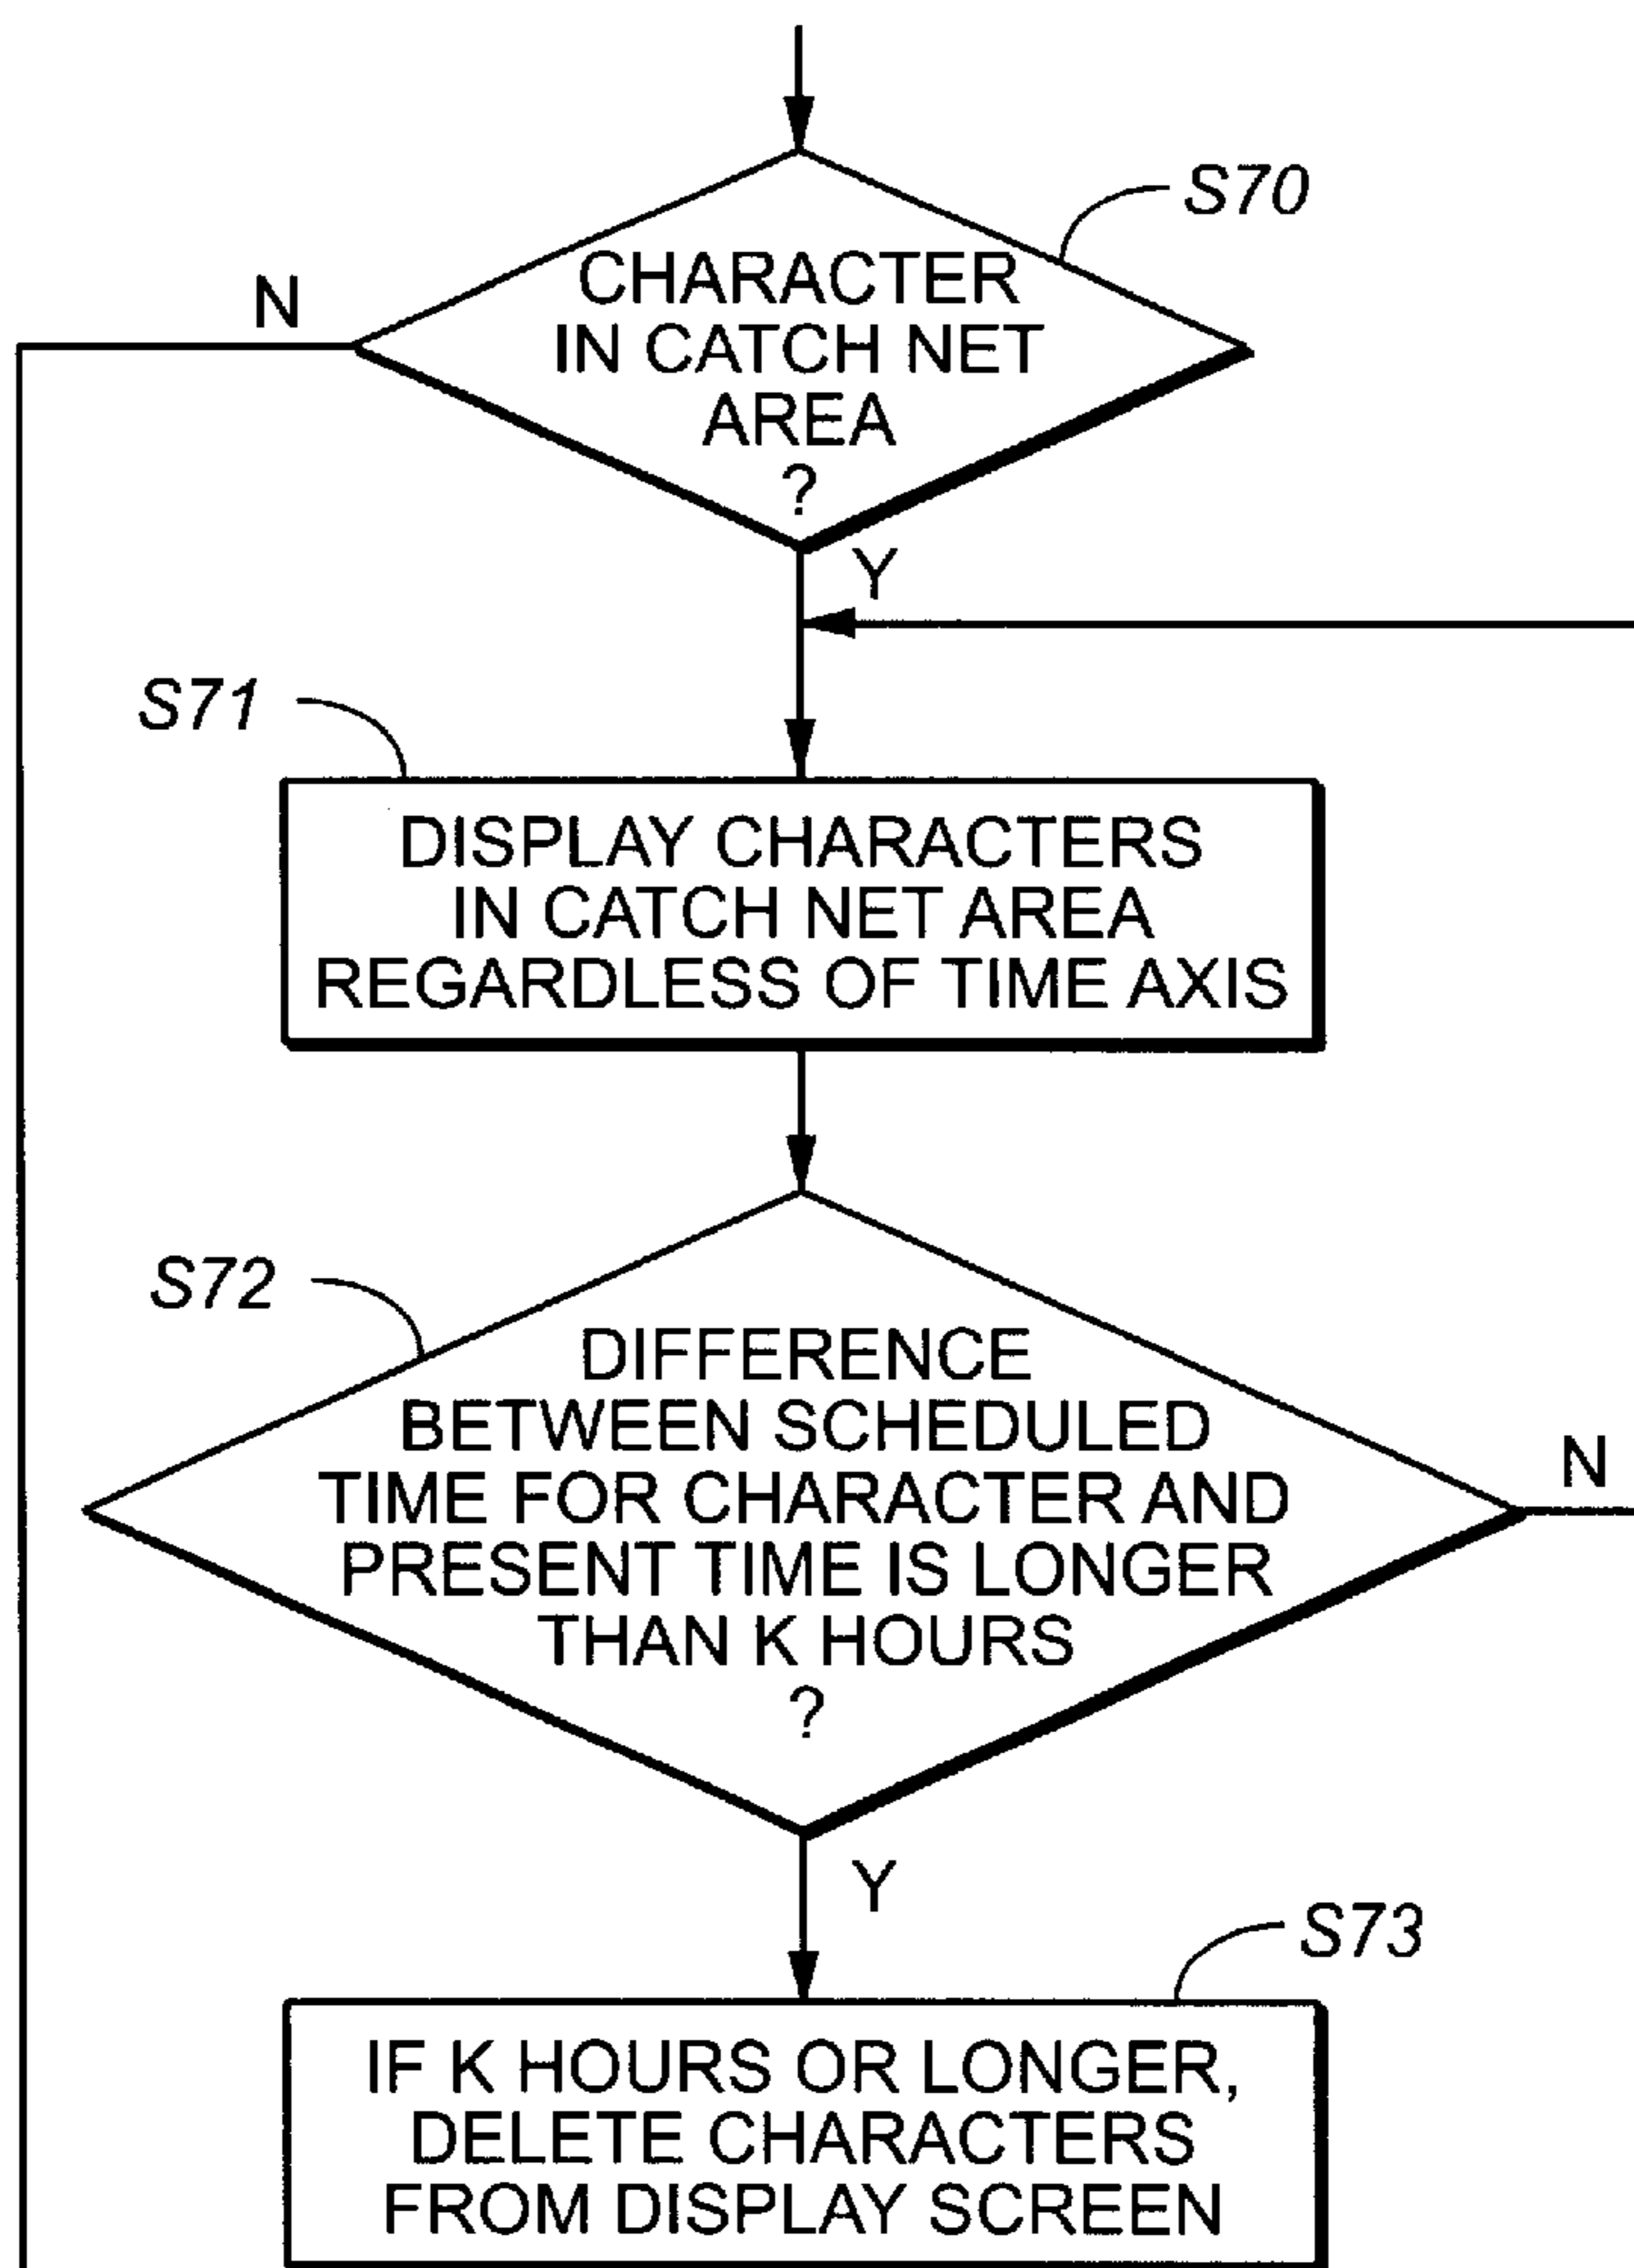 S70
CHARACTER
IN CATCH NET
AREA
?
N
Y
S71
DISPLAY CHARACTERS
IN CATCH NET AREA
REGARDLESS OF TIME AXIS
S72
DIFFERENCE
BETWEEN SCHEDULED
TIME FOR CHARACTER AND
PRESENT TIME IS LONGER
THAN K HOURS
?
N
Y
S73
IF K HOURS OR LONGER,
DELETE CHARACTERS
FROM DISPLAY SCREEN